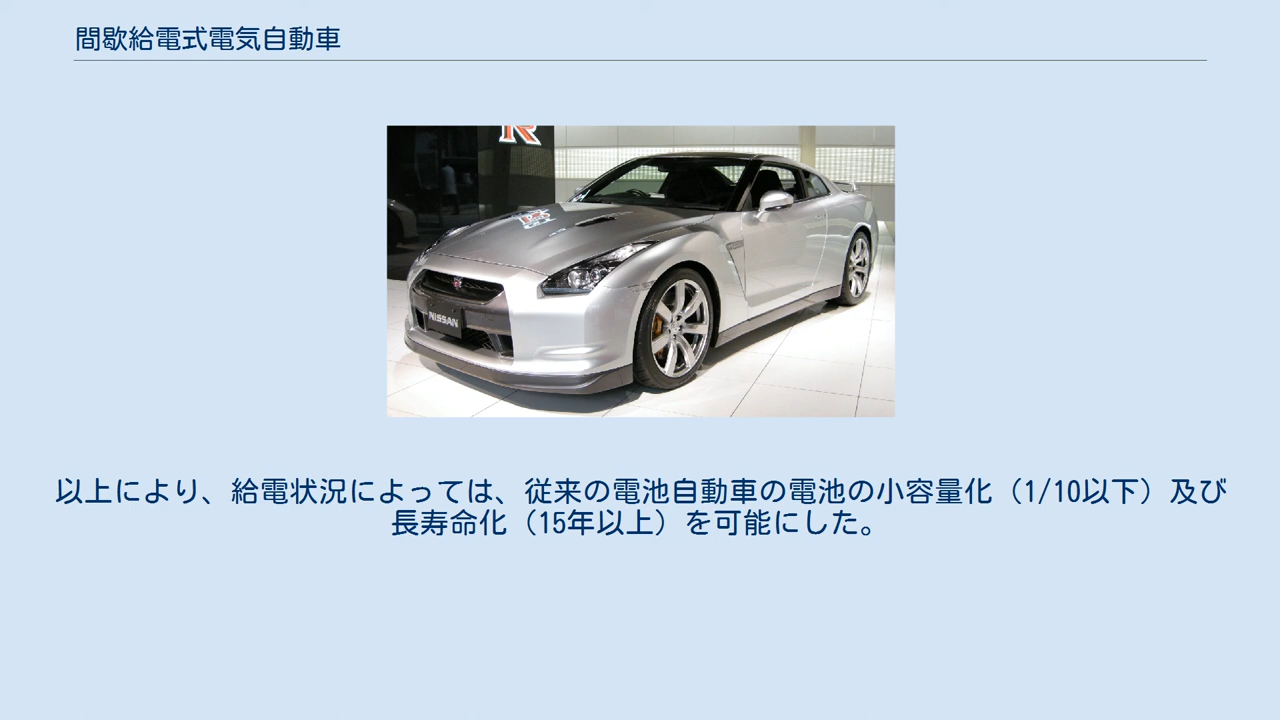 間歇給電式電気自動車
R
NISSAN
以上により、給電状況によっては、従来の電池自動車の電池の小容量化（1/10以下）及び
長寿命化（15年以上）を可能にした。